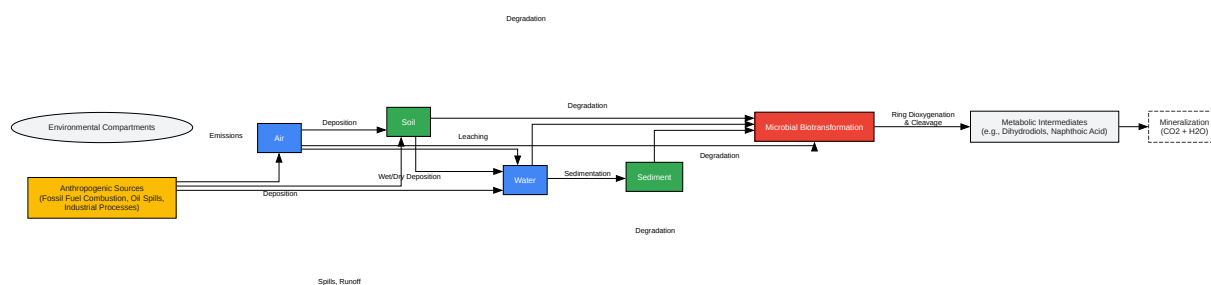 Degradation
Environmental Compartments
Emissions
Air
Deposition
Soil
Degradation
Leaching
Wet/Dry Deposition
Anthropogenic Sources
(Fossil Fuel Combustion, Oil Spills,
Industrial Processes)
Deposition
Water
Sedimentation
Sediment
Degradation
Microbial Biotransformation
Ring Dioxygenation
& Cleavage
Metabolic Intermediates
(e.g., Dihydrodiols, Naphthoic Acid)
Mineralization
(CO2 + H2O)
Degradation
Spills, Runoff